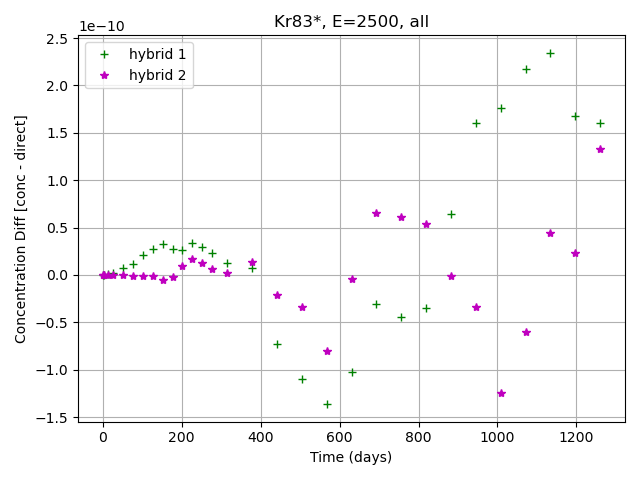 Kr83*, E=2500, all
1e−10
hybrid 1
hybrid 2
Concentration Diff [conc - direct]
2.5
2.0
1.5
1.0
0.5
0.0
−0.5
−1.0
−1.5
0 200 400 600 800 1000 1200
Time (days)